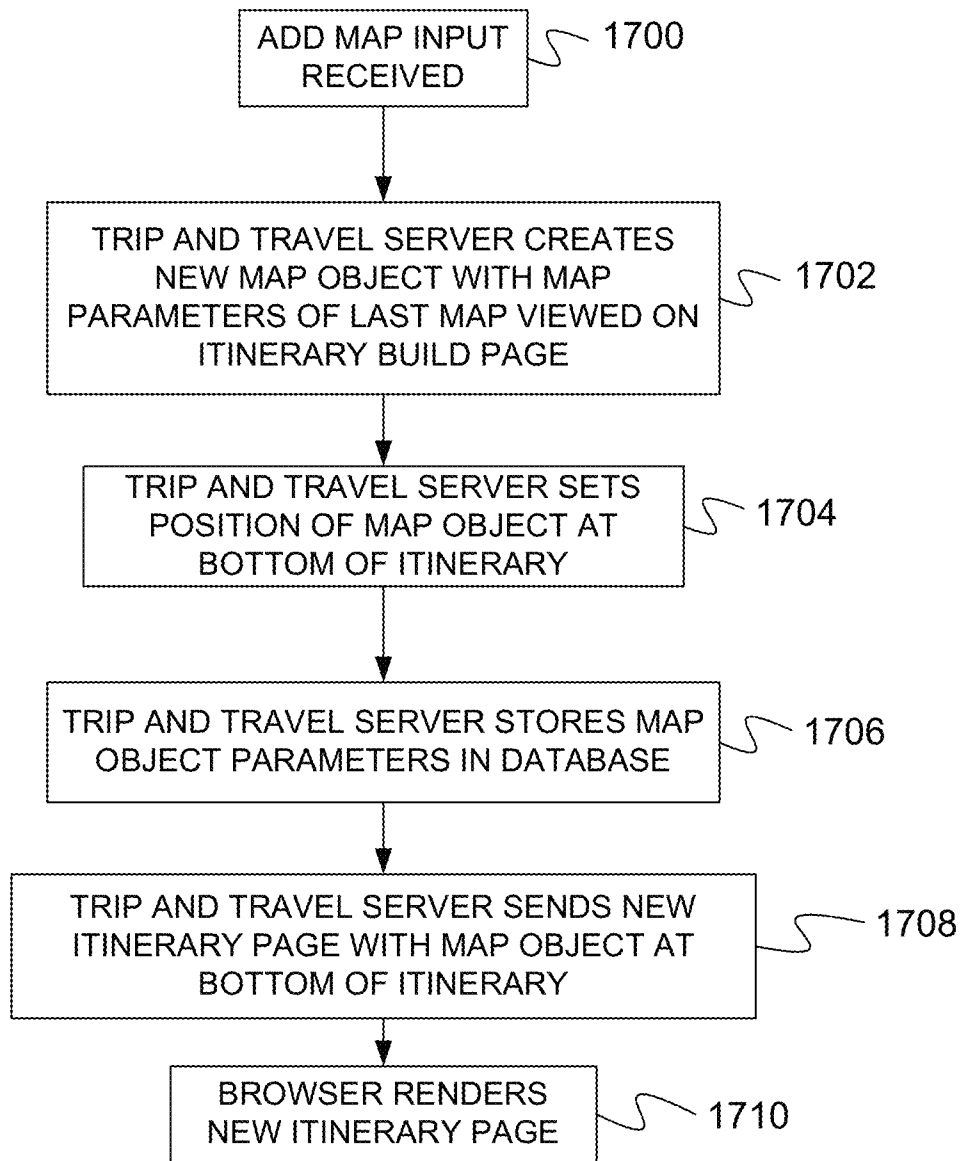 ADD MAP INPUT
RECEIVED
1700
TRIP AND TRAVEL SERVER CREATES
NEW MAP OBJECT WITH MAP
PARAMETERS OF LAST MAP VIEWED ON
ITINERARY BUILD PAGE
1702
TRIP AND TRAVEL SERVER SETS
POSITION OF MAP OBJECT AT
BOTTOM OF ITINERARY
1704
TRIP AND TRAVEL SERVER STORES MAP
OBJECT PARAMETERS IN DATABASE
1706
TRIP AND TRAVEL SERVER SENDS NEW
ITINERARY PAGE WITH MAP OBJECT AT
BOTTOM OF ITINERARY
1708
BROWSER RENDERS
NEW ITINERARY PAGE
1710